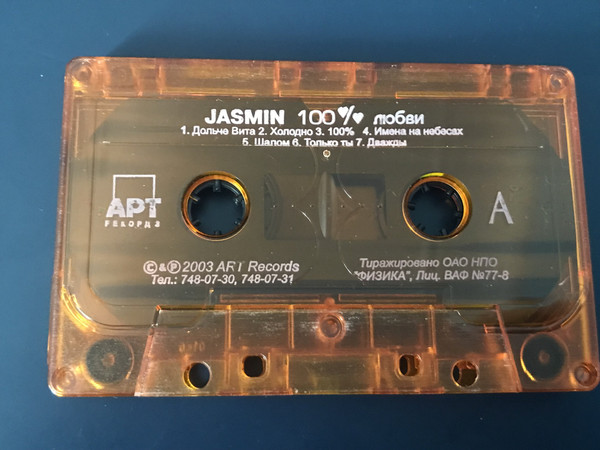 JASMIN 100 % любви
1. Дольче Вита 2. Холодно 3. 100% 4. Имена на небесах
5. Шалом 6. Только ты 7. Дважды
АРТ
РЕКОРДЗ
A
©&℗ 2003 ART Records
Тел.: 748-07-30, 748-07-31
Тиражировано ОАО НПО
"ФИЗИКА", Лиц. ВАФ №77-8